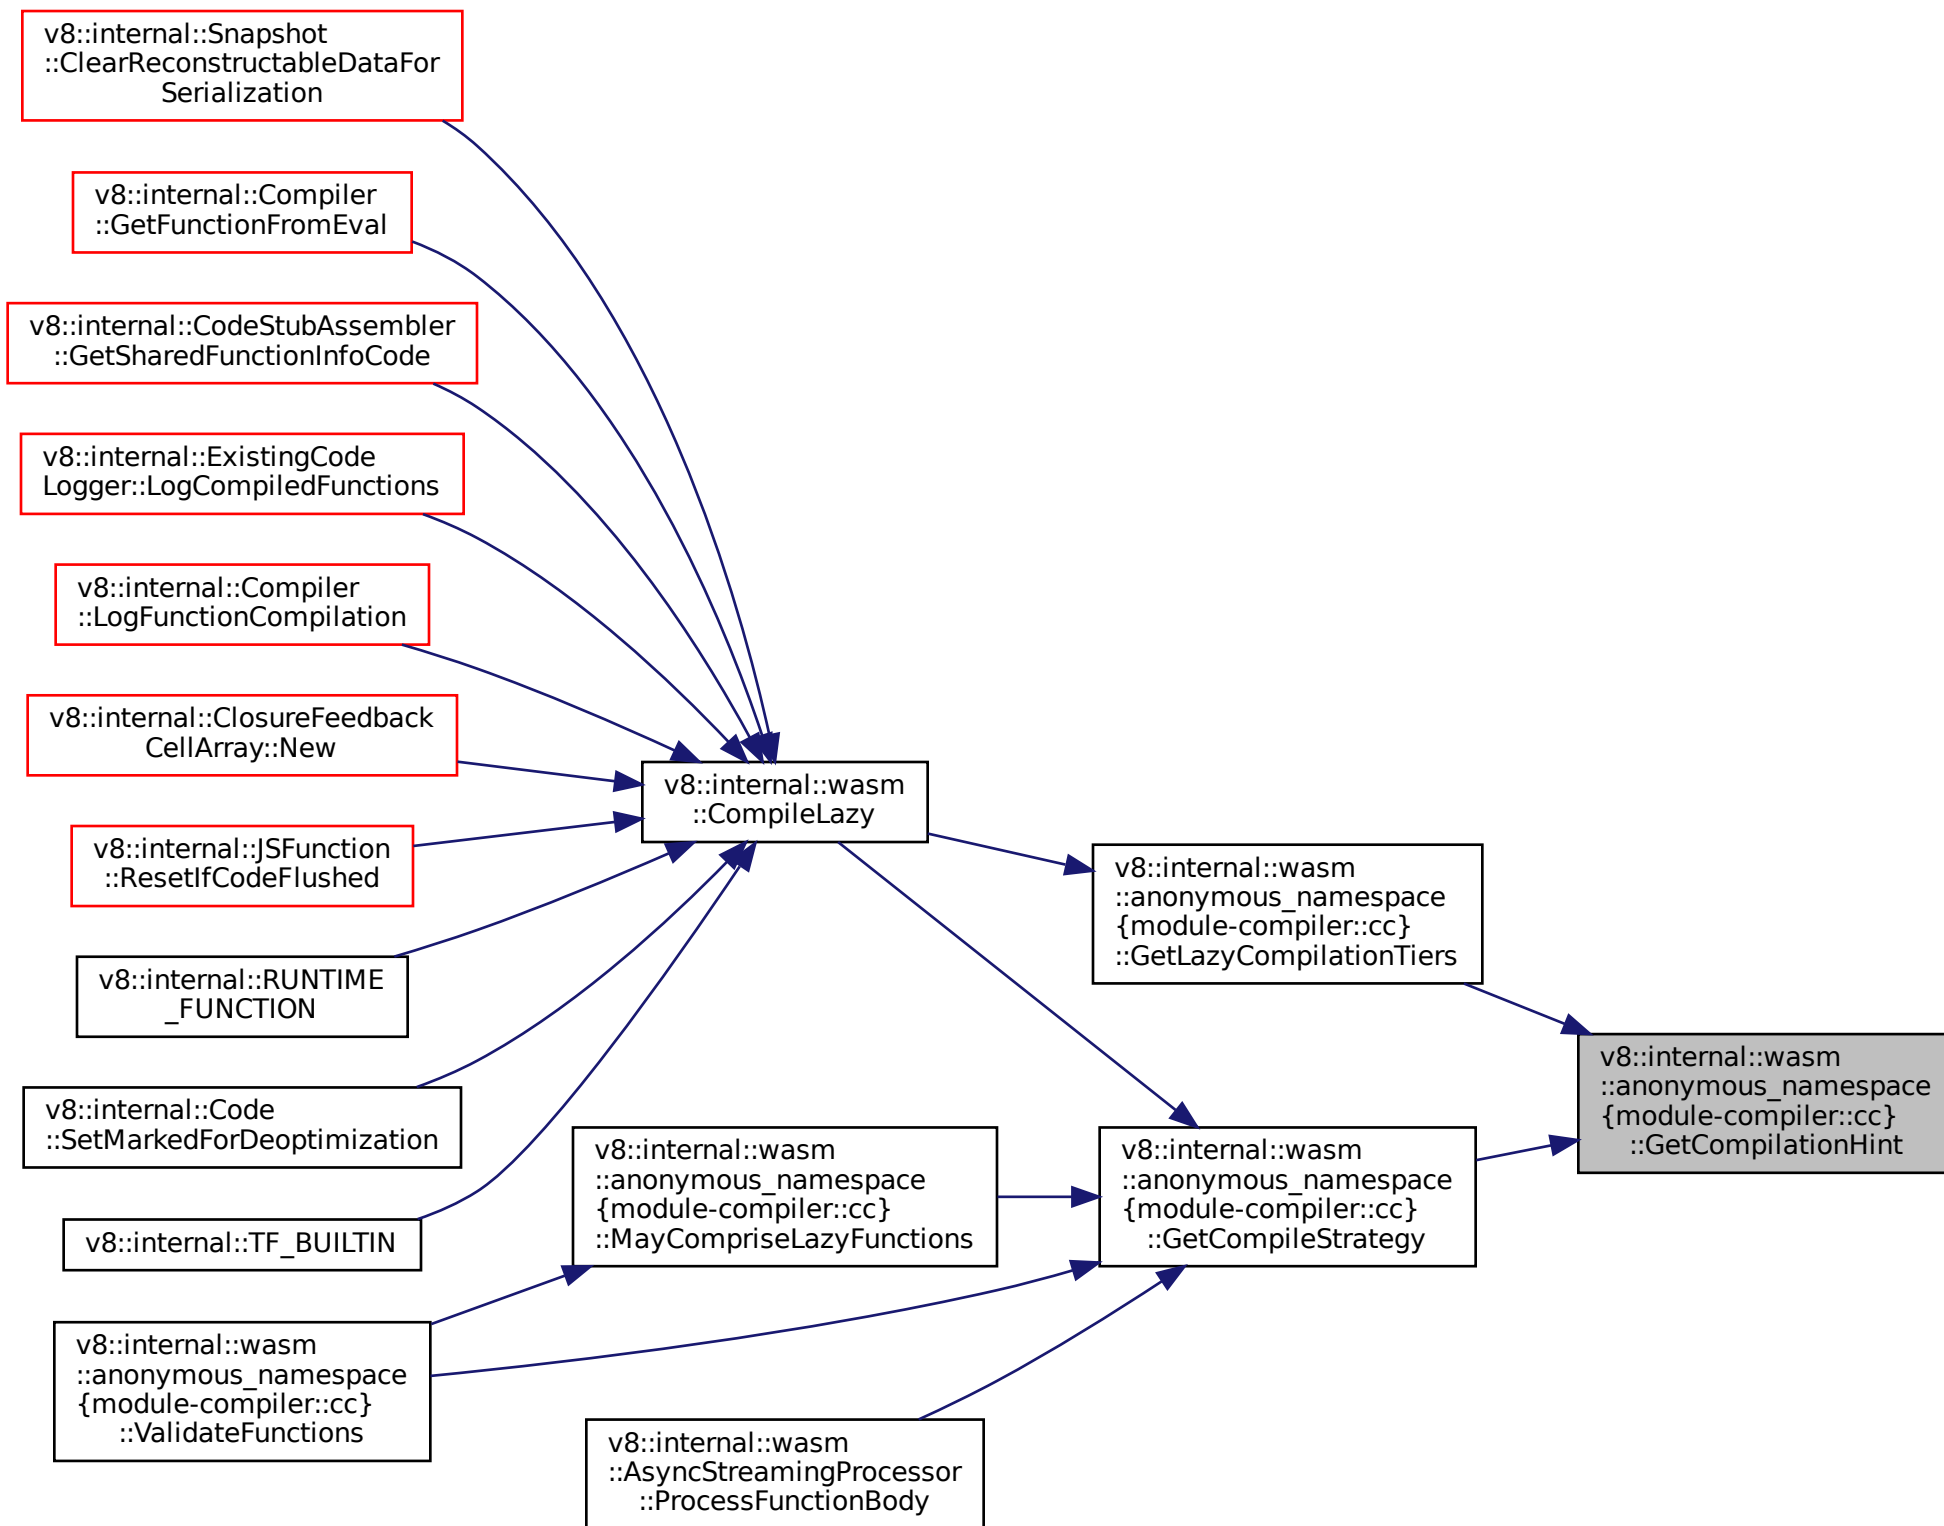 v8::internal::Snapshot
::ClearReconstructableDataFor
Serialization
v8::internal::Compiler
::GetFunctionFromEval
v8::internal::CodeStubAssembler
::GetSharedFunctionInfoCode
v8::internal::ExistingCode
Logger::LogCompiledFunctions
v8::internal::Compiler
::LogFunctionCompilation
v8::internal::ClosureFeedback
CellArray::New
v8::internal::JSFunction
::ResetIfCodeFlushed
v8::internal::RUNTIME
_FUNCTION
v8::internal::Code
::SetMarkedForDeoptimization
v8::internal::TF_BUILTIN
v8::internal::wasm
::anonymous_namespace
{module-compiler::cc}
::ValidateFunctions
v8::internal::wasm
::CompileLazy
v8::internal::wasm
::anonymous_namespace
{module-compiler::cc}
::MayCompriseLazyFunctions
v8::internal::wasm
::AsyncStreamingProcessor
::ProcessFunctionBody
v8::internal::wasm
::anonymous_namespace
{module-compiler::cc}
::GetLazyCompilationTiers
v8::internal::wasm
::anonymous_namespace
{module-compiler::cc}
::GetCompileStrategy
v8::internal::wasm
::anonymous_namespace
{module-compiler::cc}
::GetCompilationHint